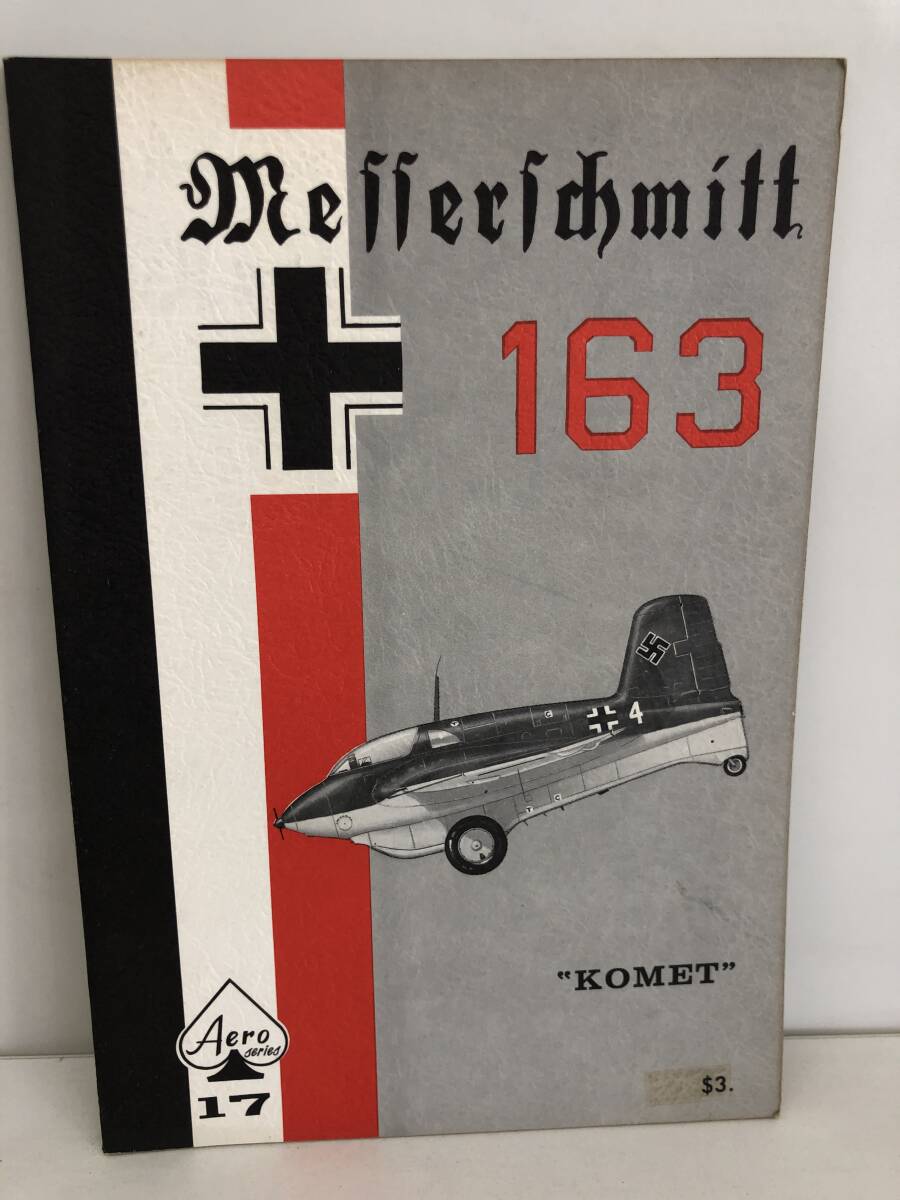 Messerschmitt
163
4
"KOMET"
Aero
series
17
$3.